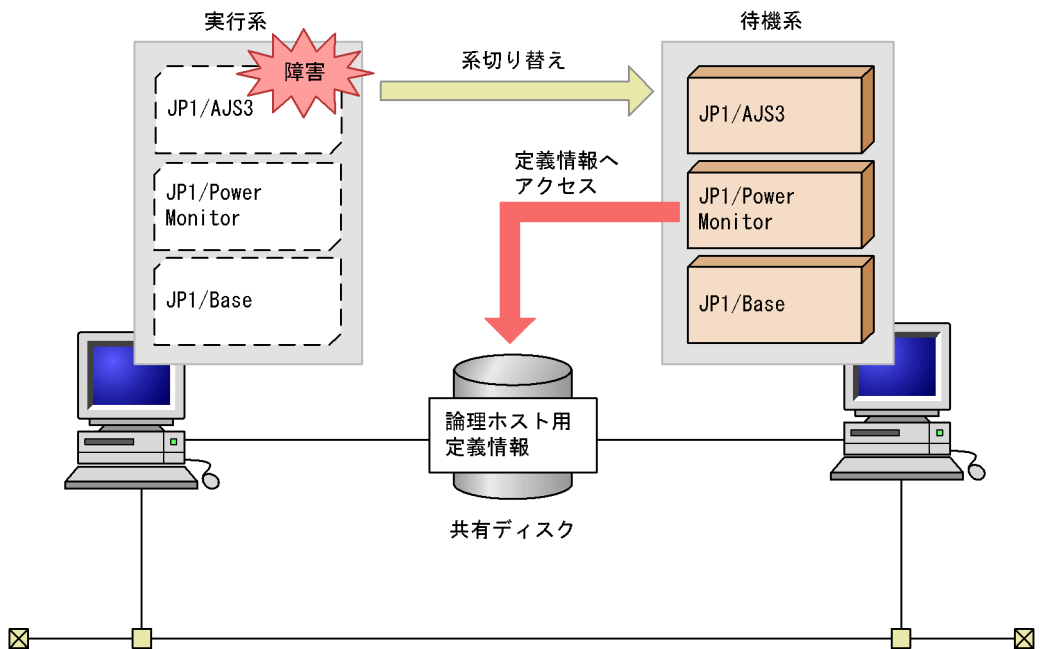 実行系
待機系
障害
系切り替え
JP1/AJS3
JP1/AJS3
定義情報へ
アクセス
JP1/Power
Monitor
JP1/Power
Monitor
JP1/Base
JP1/Base
論理ホスト用
定義情報
共有ディスク